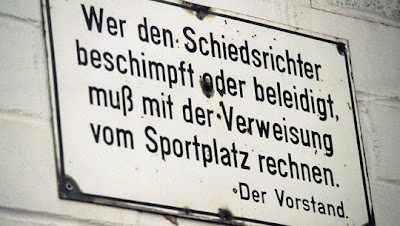 Wer den Schiedsrichter
beschimpft oder beleidigt,
muß mit der Verweisung
vom Sportplatz rechnen.
Der Vorstand.